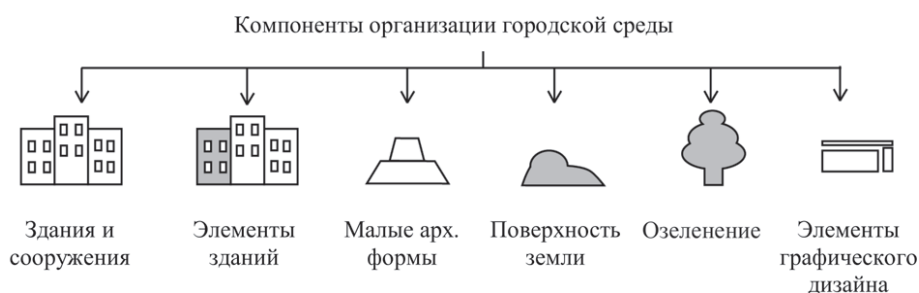 Компоненты организации городской среды
Здания и
сооружения
Элементы
зданий
Малые арх.
формы
Поверхность
земли
Озеленение
Элементы
графического
дизайна